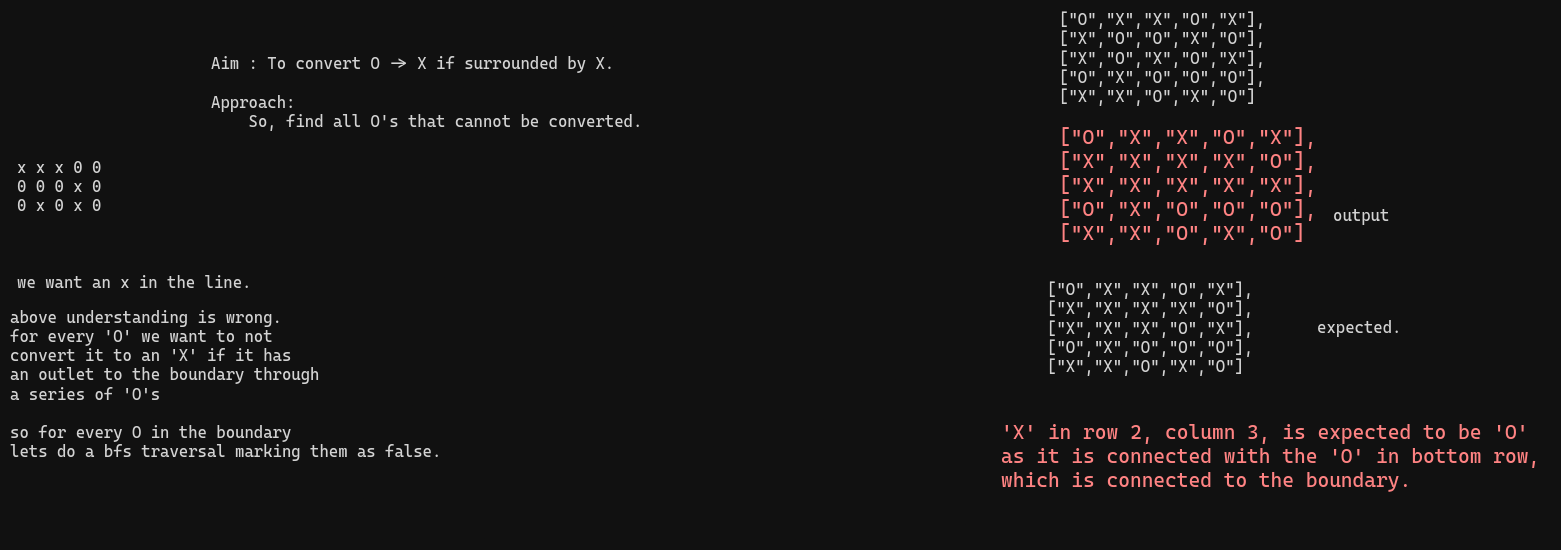 Aim : To convert O → X if surrounded by X.
Approach:
So, find all O's that cannot be converted.
x x x 0 0
0 0 0 x 0
0 x 0 x 0
we want an x in the line.
above understanding is wrong.
for every 'O' we want to not
convert it to an 'X' if it has
an outlet to the boundary through
a series of 'O's
so for every O in the boundary
lets do a bfs traversal marking them as false.
["O","X","X","O","X"],
["X","O","O","X","O"],
["X","O","X","O","X"],
["O","X","O","O","O"],
["X","X","O","X","O"]
["O","X","X","O","X"],
["X","X","X","X","O"],
["X","X","X","X","X"],
["O","X","O","O","O"],
["X","X","O","X","O"]
output
["O","X","X","O","X"],
["X","X","X","X","O"],
["X","X","X","O","X"],
["O","X","O","O","O"],
["X","X","O","X","O"]
expected.
'X' in row 2, column 3, is expected to be 'O'
as it is connected with the 'O' in bottom row,
which is connected to the boundary.